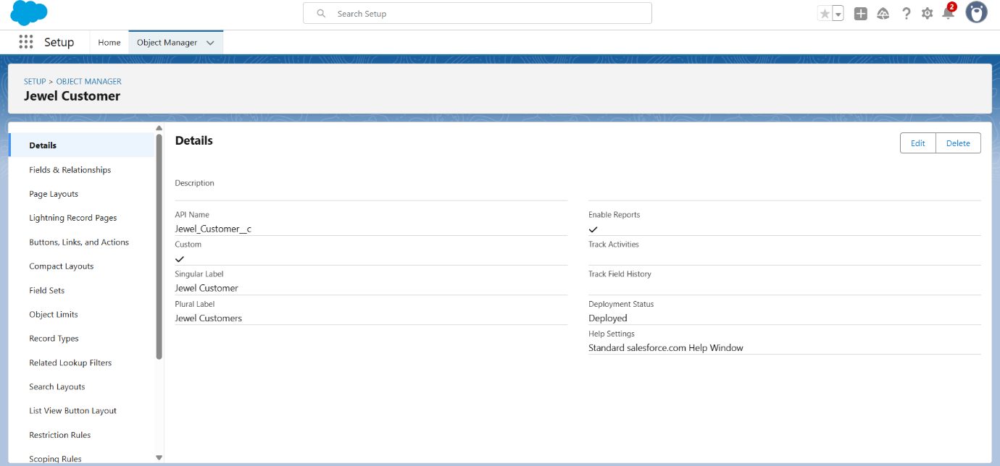 Search Setup
2
Setup
Home
Object Manager
SETUP > OBJECT MANAGER
Jewel Customer
Details
Fields & Relationships
Page Layouts
Lightning Record Pages
Buttons, Links, and Actions
Compact Layouts
Field Sets
Object Limits
Record Types
Related Lookup Filters
Search Layouts
List View Button Layout
Restriction Rules
Scoping Rules
Details
Edit
Delete
Description
API Name
Jewel_Customer__c
Custom
Singular Label
Jewel Customer
Plural Label
Jewel Customers
Enable Reports
Track Activities
Track Field History
Deployment Status
Deployed
Help Settings
Standard salesforce.com Help Window